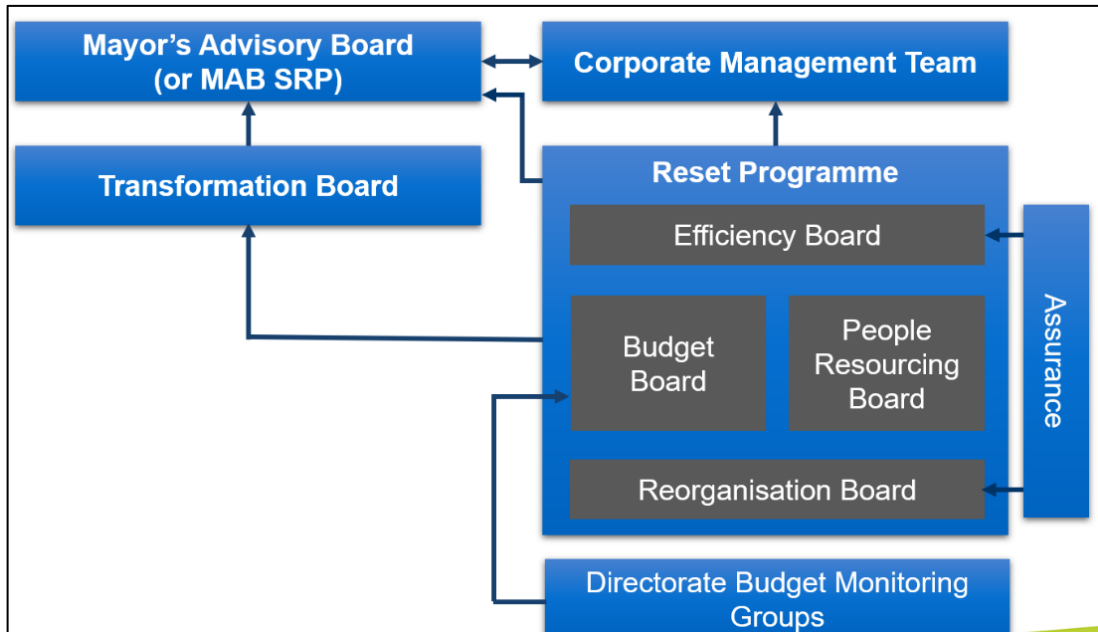 Mayor's Advisory Board
(or MAB SRP)
Corporate Management Team
Transformation Board
Reset Programme
Efficiency Board
Budget
Board
People
Resourcing
Board
Reorganisation Board
Assurance
Directorate Budget Monitoring
Groups